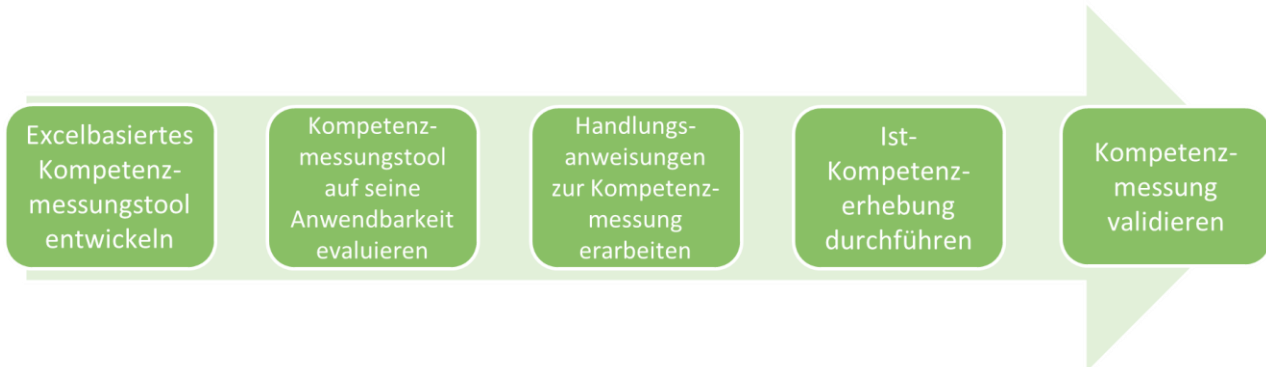 Excelbasiertes
Kompetenz-
messungstool
entwickeln
Kompetenz-
messungstool
auf seine
Anwendbarkeit
evaluieren
Handlungs-
anweisungen
zur Kompetenz-
messung
erarbeiten
Ist-
Kompetenz-
erhebung
durchführen
Kompetenz-
messung
validieren